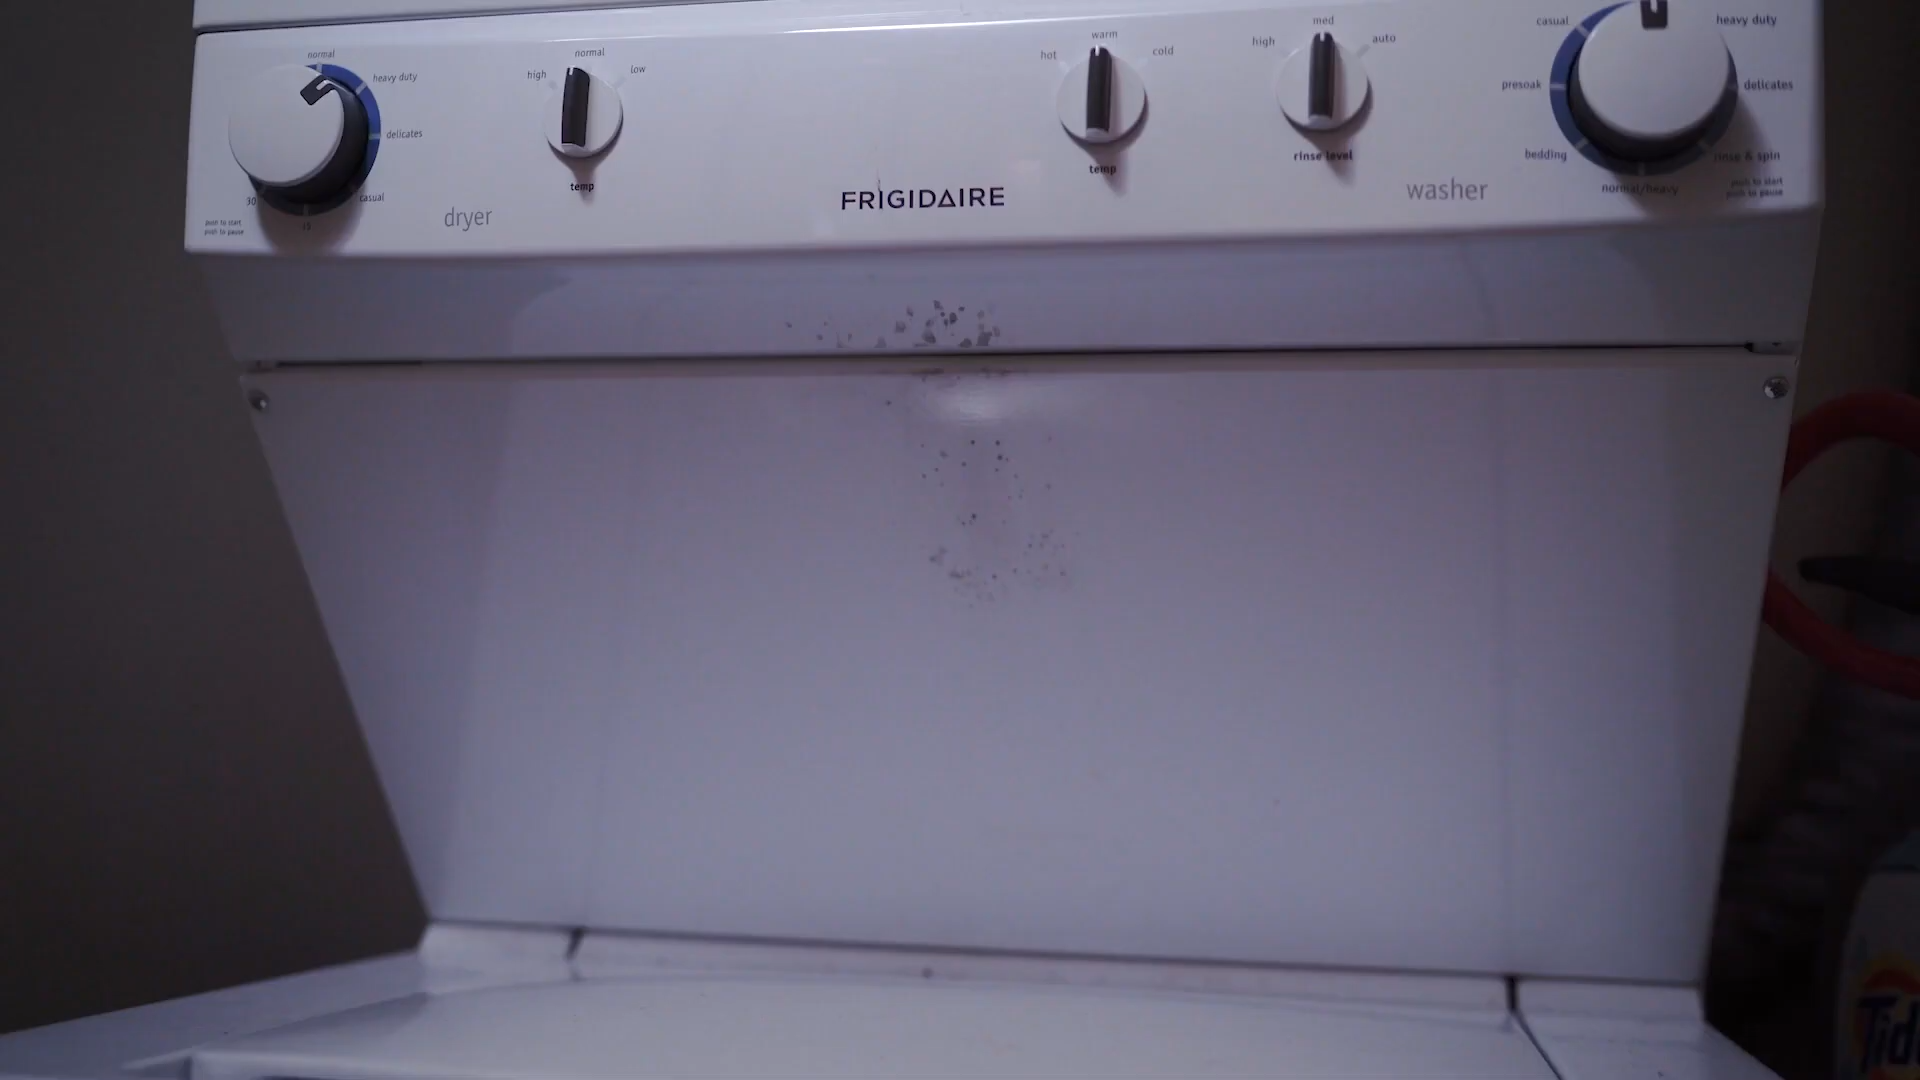 normal
heavy duty
delicates
casual
15
30
push to start
push to pause
dryer
high
normal
low
temp
FRIGIDAIRE
hot
warm
cold
temp
high
med
auto
rinse level
washer
casual
heavy duty
presoak
delicates
bedding
rinse & spin
normal/heavy
push to start
push to pause
Tid